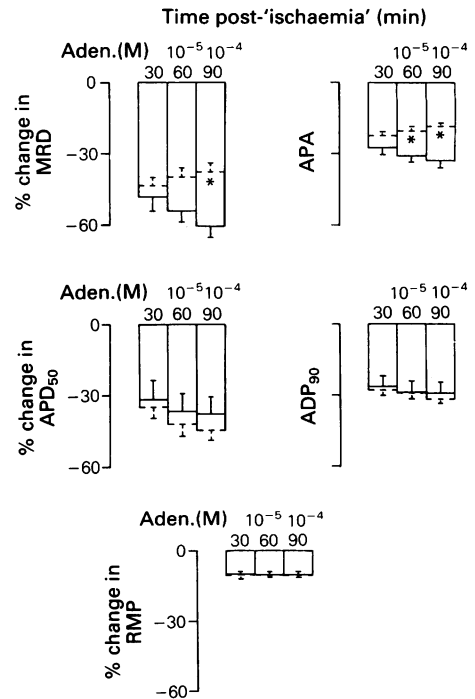 Time post-'ischaemia' (min)
Aden.(M) 10⁻⁵ 10⁻⁴
30 60 90
0
−30
−60
% change in
MRD
*
10⁻⁵ 10⁻⁴
30 60 90
APA
* *
Aden.(M) 10⁻⁵ 10⁻⁴
30 60 90
0
−30
−60
% change in
APD₅₀
10⁻⁵ 10⁻⁴
30 60 90
ADP₉₀
Aden.(M) 10⁻⁵ 10⁻⁴
30 60 90
0
−30
−60
% change in
RMP